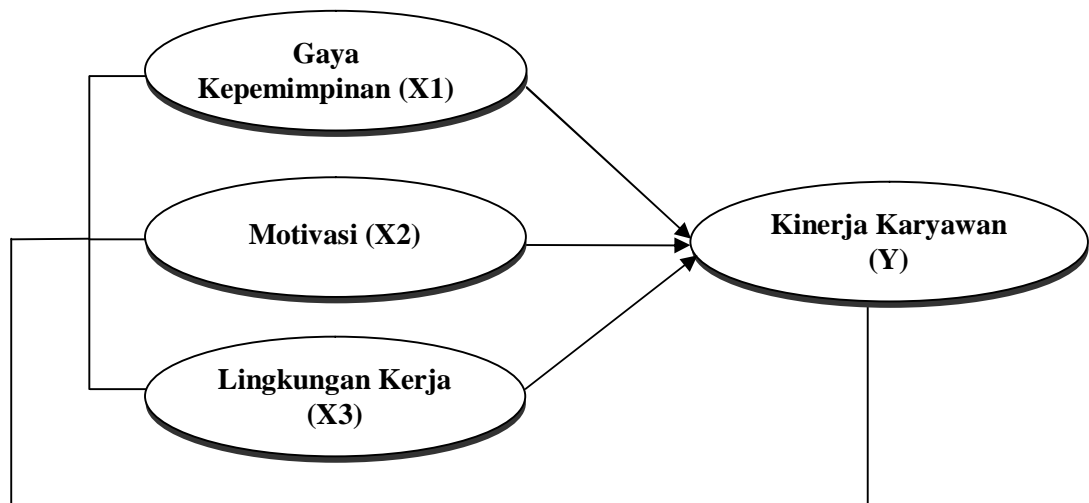 Gaya
Kepemimpinan (X1)
Motivasi (X2)
Lingkungan Kerja
(X3)
Kinerja Karyawan
(Y)